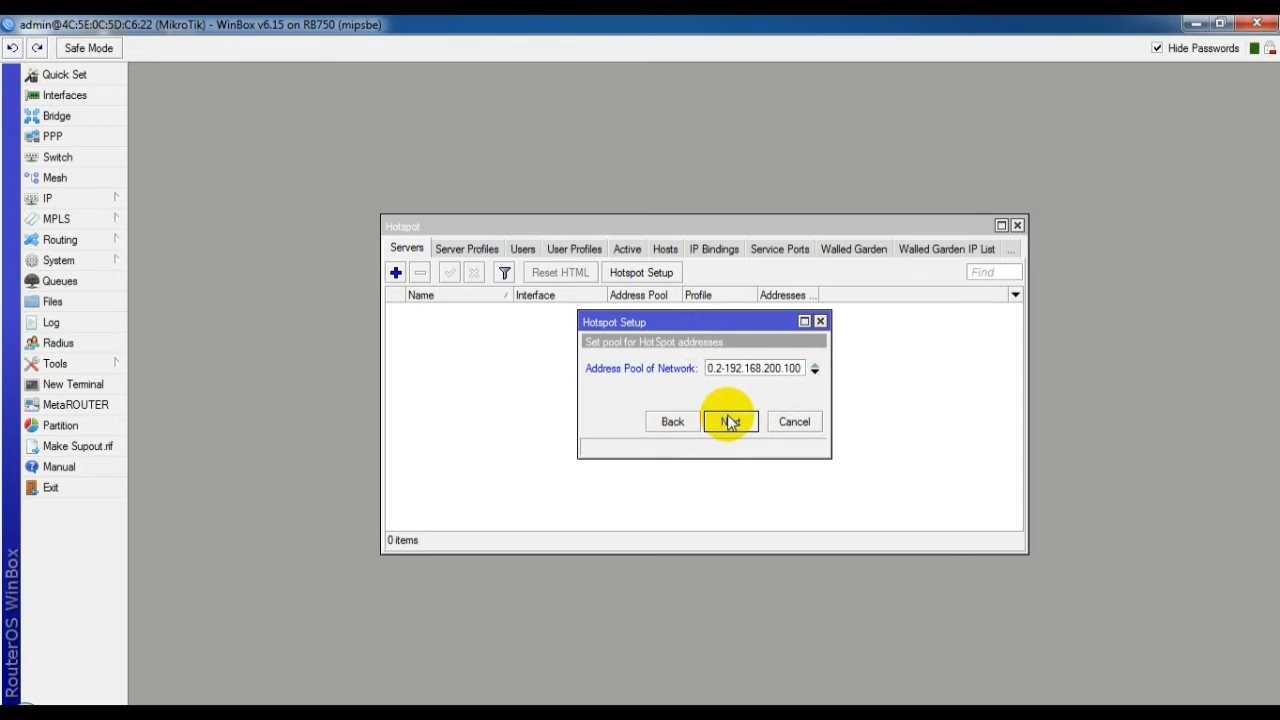 admin@4C:5E:0C:5D:C6:22 (MikroTik) - WinBox v6.15 on RB750 (mipsbe)
Safe Mode
Hide Passwords
Quick Set
Interfaces
Bridge
PPP
Switch
Mesh
IP
MPLS
Routing
System
Queues
Files
Log
Radius
Tools
New Terminal
MetaROUTER
Partition
Make Supout.rif
Manual
Exit
RouterOS WinBox
Hotspot
Servers Server Profiles Users User Profiles Active Hosts IP Bindings Service Ports Walled Garden Walled Garden IP List ...
Reset HTML Hotspot Setup Find
Name Interface Address Pool Profile Addresses ...
Hotspot Setup
Set pool for HotSpot addresses
Address Pool of Network: 0.2-192.168.200.100
Back Cancel
0 items